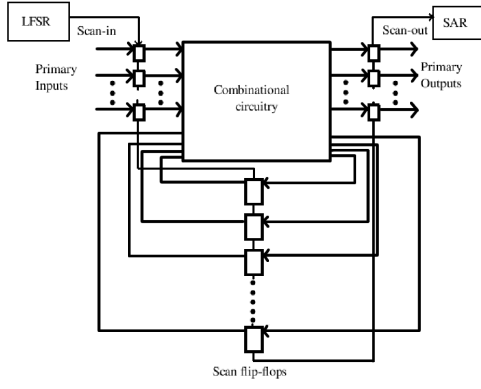 LFSR
Scan-in
Scan-out
SAR
Primary
Inputs
Combinational
circuitry
Primary
Outputs
Scan flip-flops